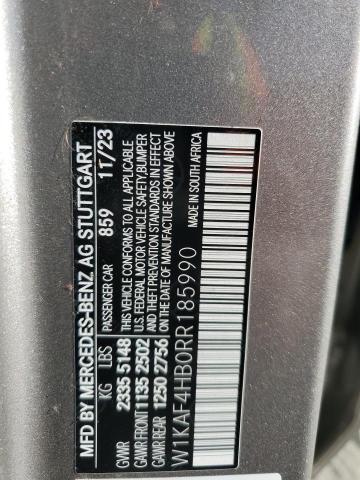 MFD BY MERCEDES-BENZ AG STUTTGART
PASSENGER CAR 859 11/23
KG LBS
GVWR 2335 5148
GAWR FRONT 1135 2502
GAWR REAR 1250 2756
THIS VEHICLE CONFORMS TO ALL APPLICABLE
U.S. FEDERAL MOTOR VEHICLE SAFETY, BUMPER
AND THEFT PREVENTION STANDARDS IN EFFECT
ON THE DATE OF MANUFACTURE SHOWN ABOVE
MADE IN SOUTH AFRICA
W1KAF4HB0RR185990